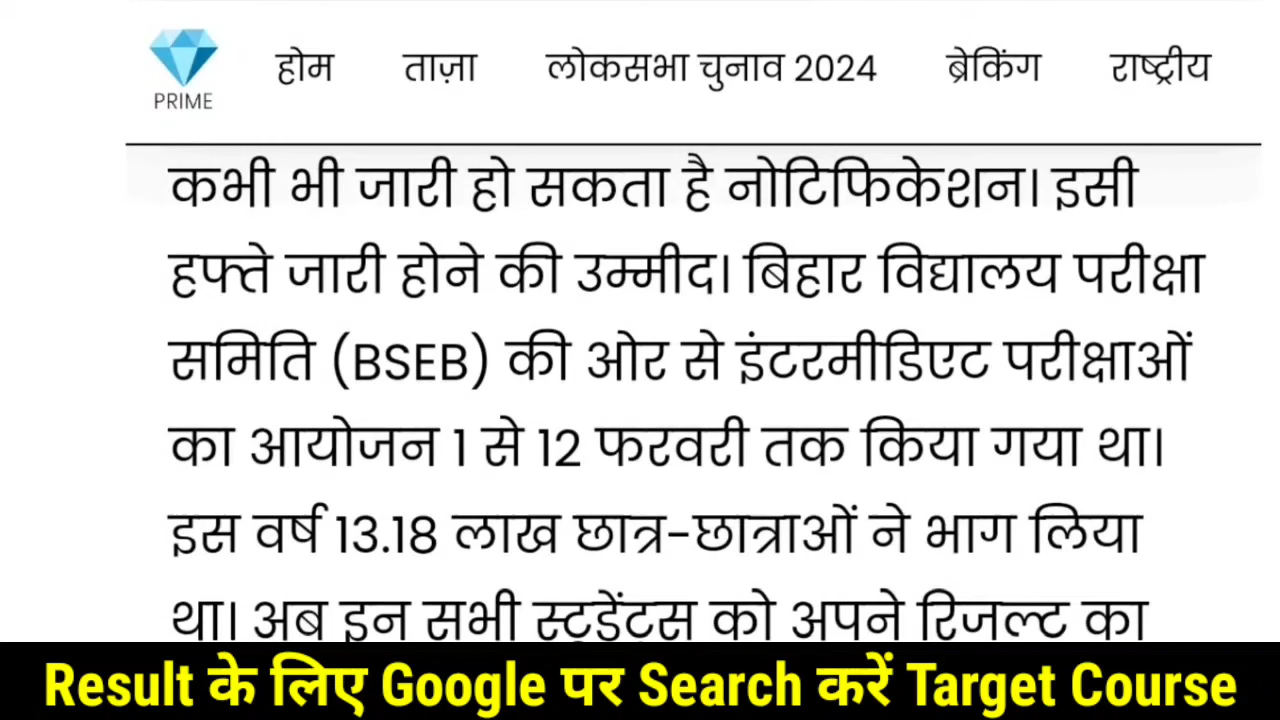 PRIME
होम ताज़ा लोकसभा चुनाव 2024 ब्रेकिंग राष्ट्रीय
कभी भी जारी हो सकता है नोटिफिकेशन। इसी
हफ्ते जारी होने की उम्मीद। बिहार विद्यालय परीक्षा
समिति (BSEB) की ओर से इंटरमीडिएट परीक्षाओं
का आयोजन 1 से 12 फरवरी तक किया गया था।
इस वर्ष 13.18 लाख छात्र-छात्राओं ने भाग लिया
था। अब इन सभी स्टूडेंटस को अपने रिजल्ट का
Result के लिए Google पर Search करें Target Course